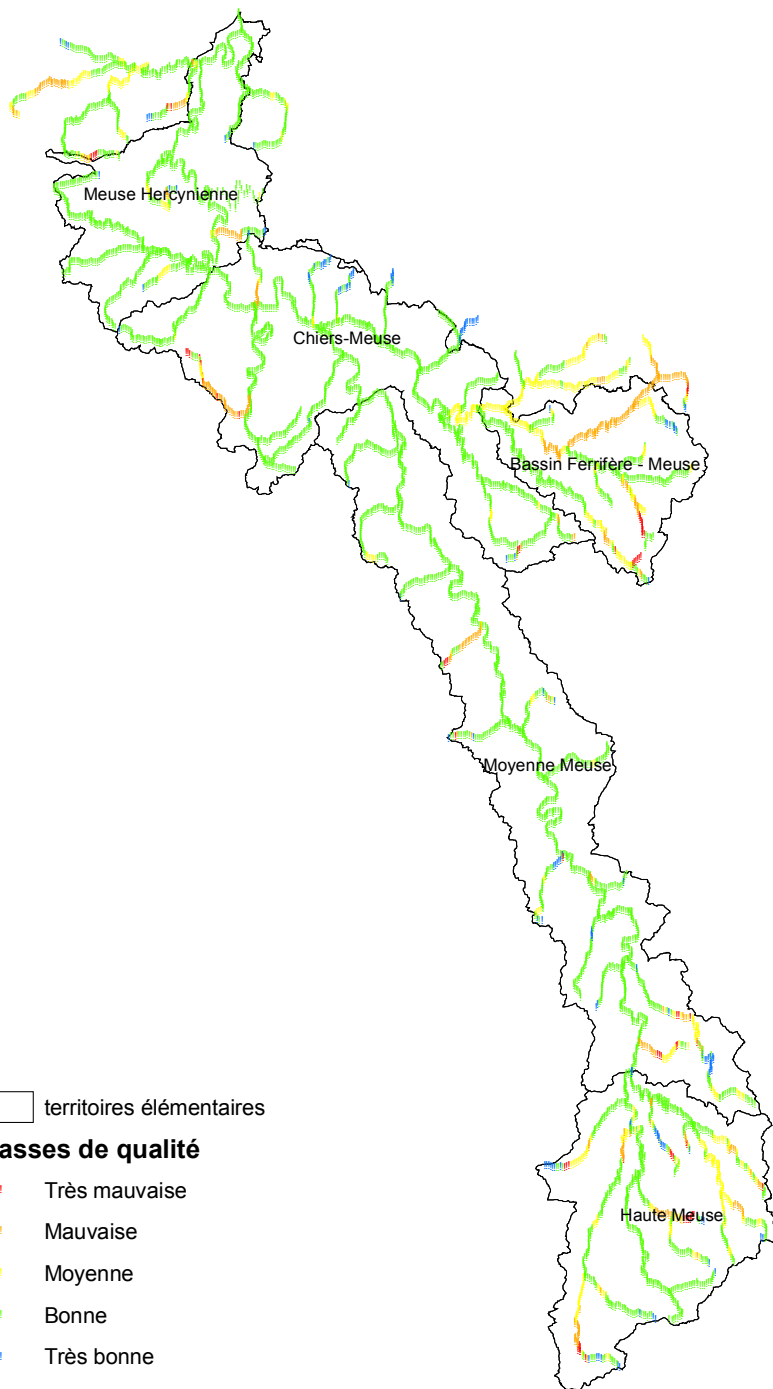 Meuse Hercynienne
Chiers-Meuse
Bassin Ferrifère - Meuse
Moyenne Meuse
Haute Meuse
territoires élémentaires
asses de qualité
Très mauvaise
Mauvaise
Moyenne
Bonne
Très bonne